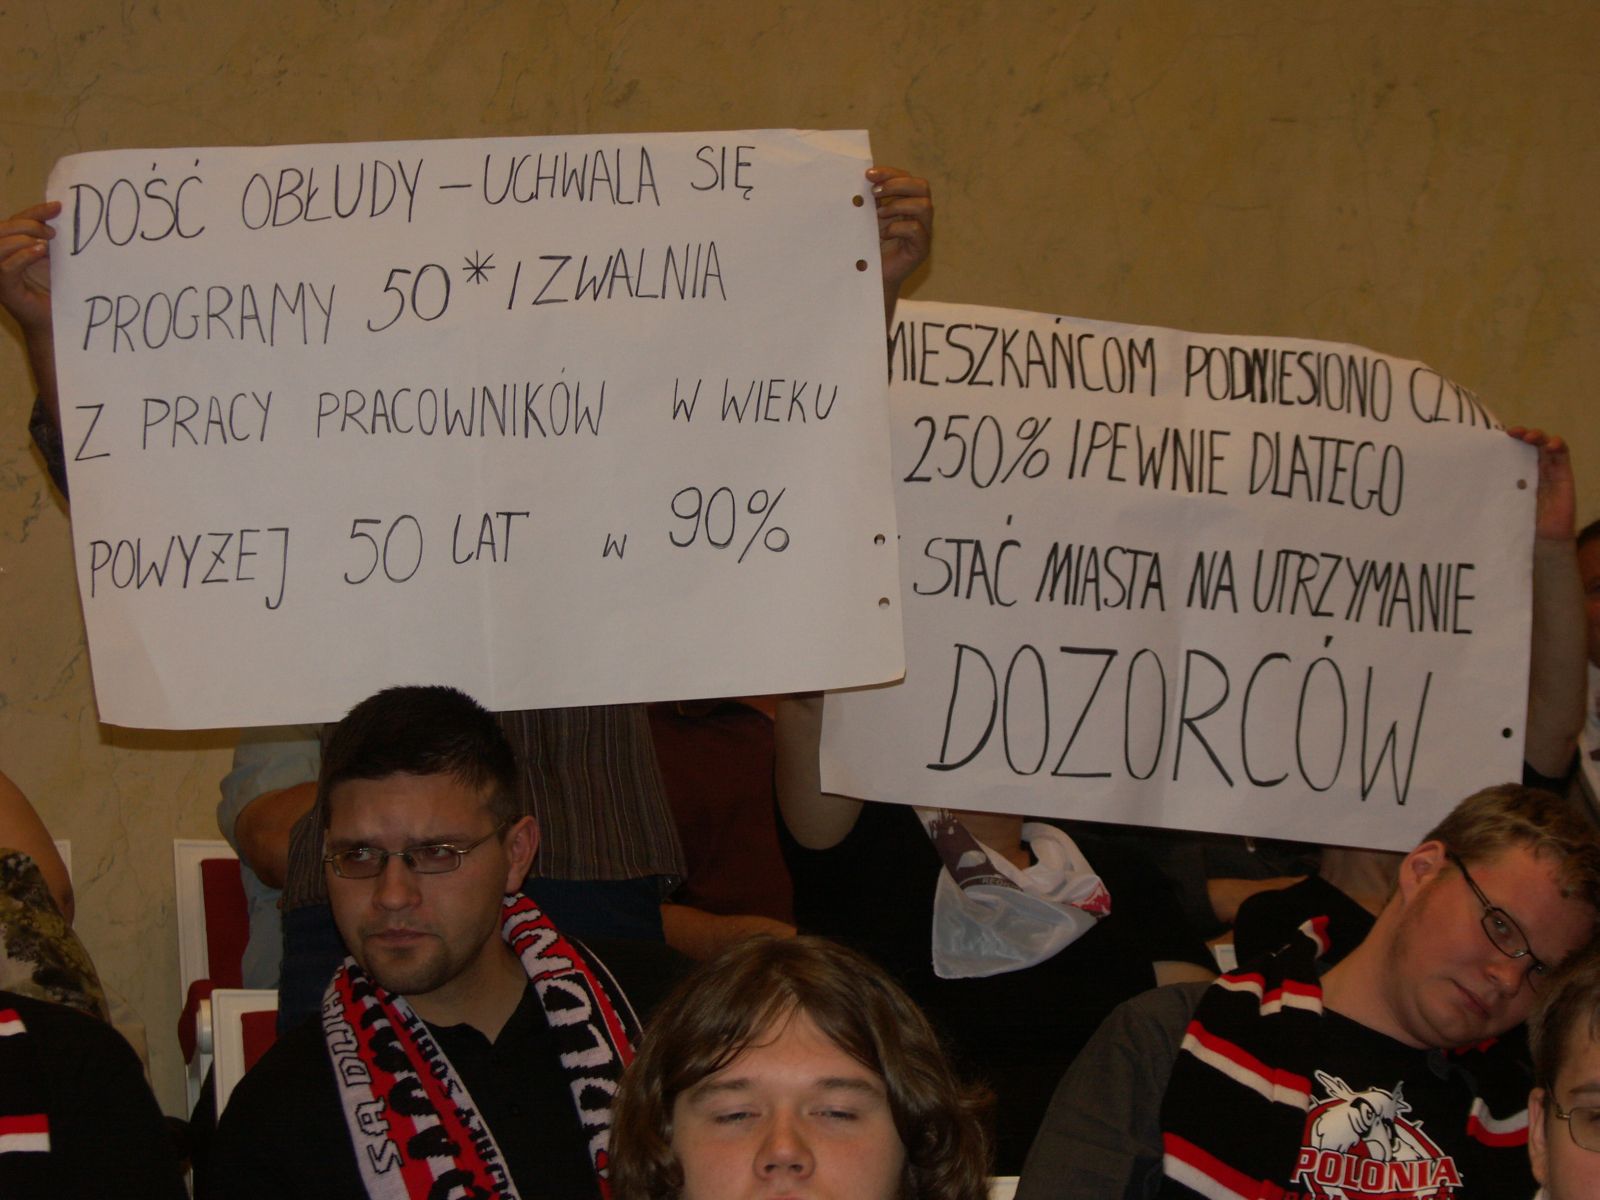 DOŚĆ OBŁUDY – UCHWALA SIĘ
PROGRAMY 50* I ZWALNIA
Z PRACY PRACOWNIKÓW W WIEKU
POWYŻEJ 50 LAT W 90%
MIESZKAŃCOM PODNIESIONO
250% I PEWNIE DLATEGO
STAĆ MIASTA NA UTRZYMANIE
DOZORCÓW
POLONIA